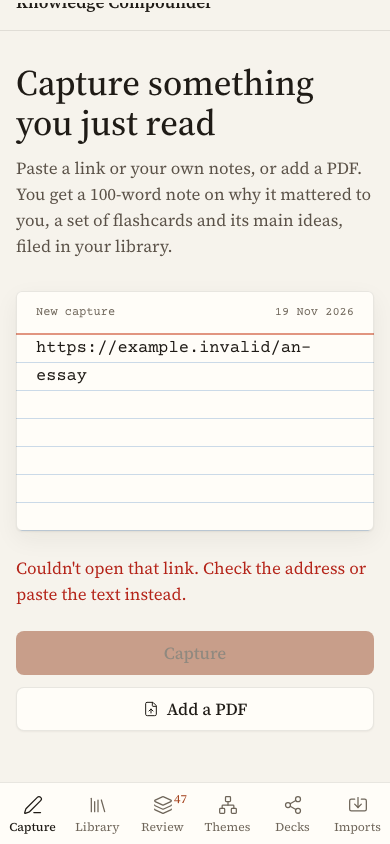 Knowledge Compounder
Capture something
you just read
Paste a link or your own notes, or add a PDF.
You get a 100-word note on why it mattered to
you, a set of flashcards and its main ideas,
filed in your library.
New capture 19 Nov 2026
https://example.invalid/an-
essay
Couldn't open that link. Check the address or
paste the text instead.
Capture
Add a PDF
47
Capture Library Review Themes Decks Imports